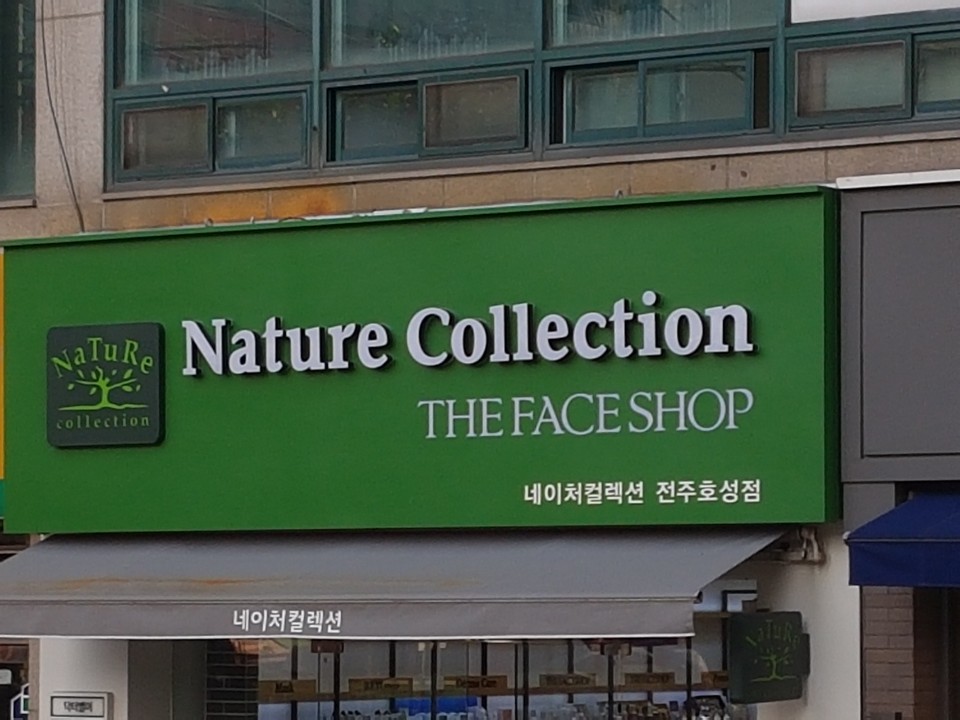 NaTuRe
collection
Nature Collection
THE FACE SHOP
네이처컬렉션 전주호성점
네이처컬렉션
NaTuRe